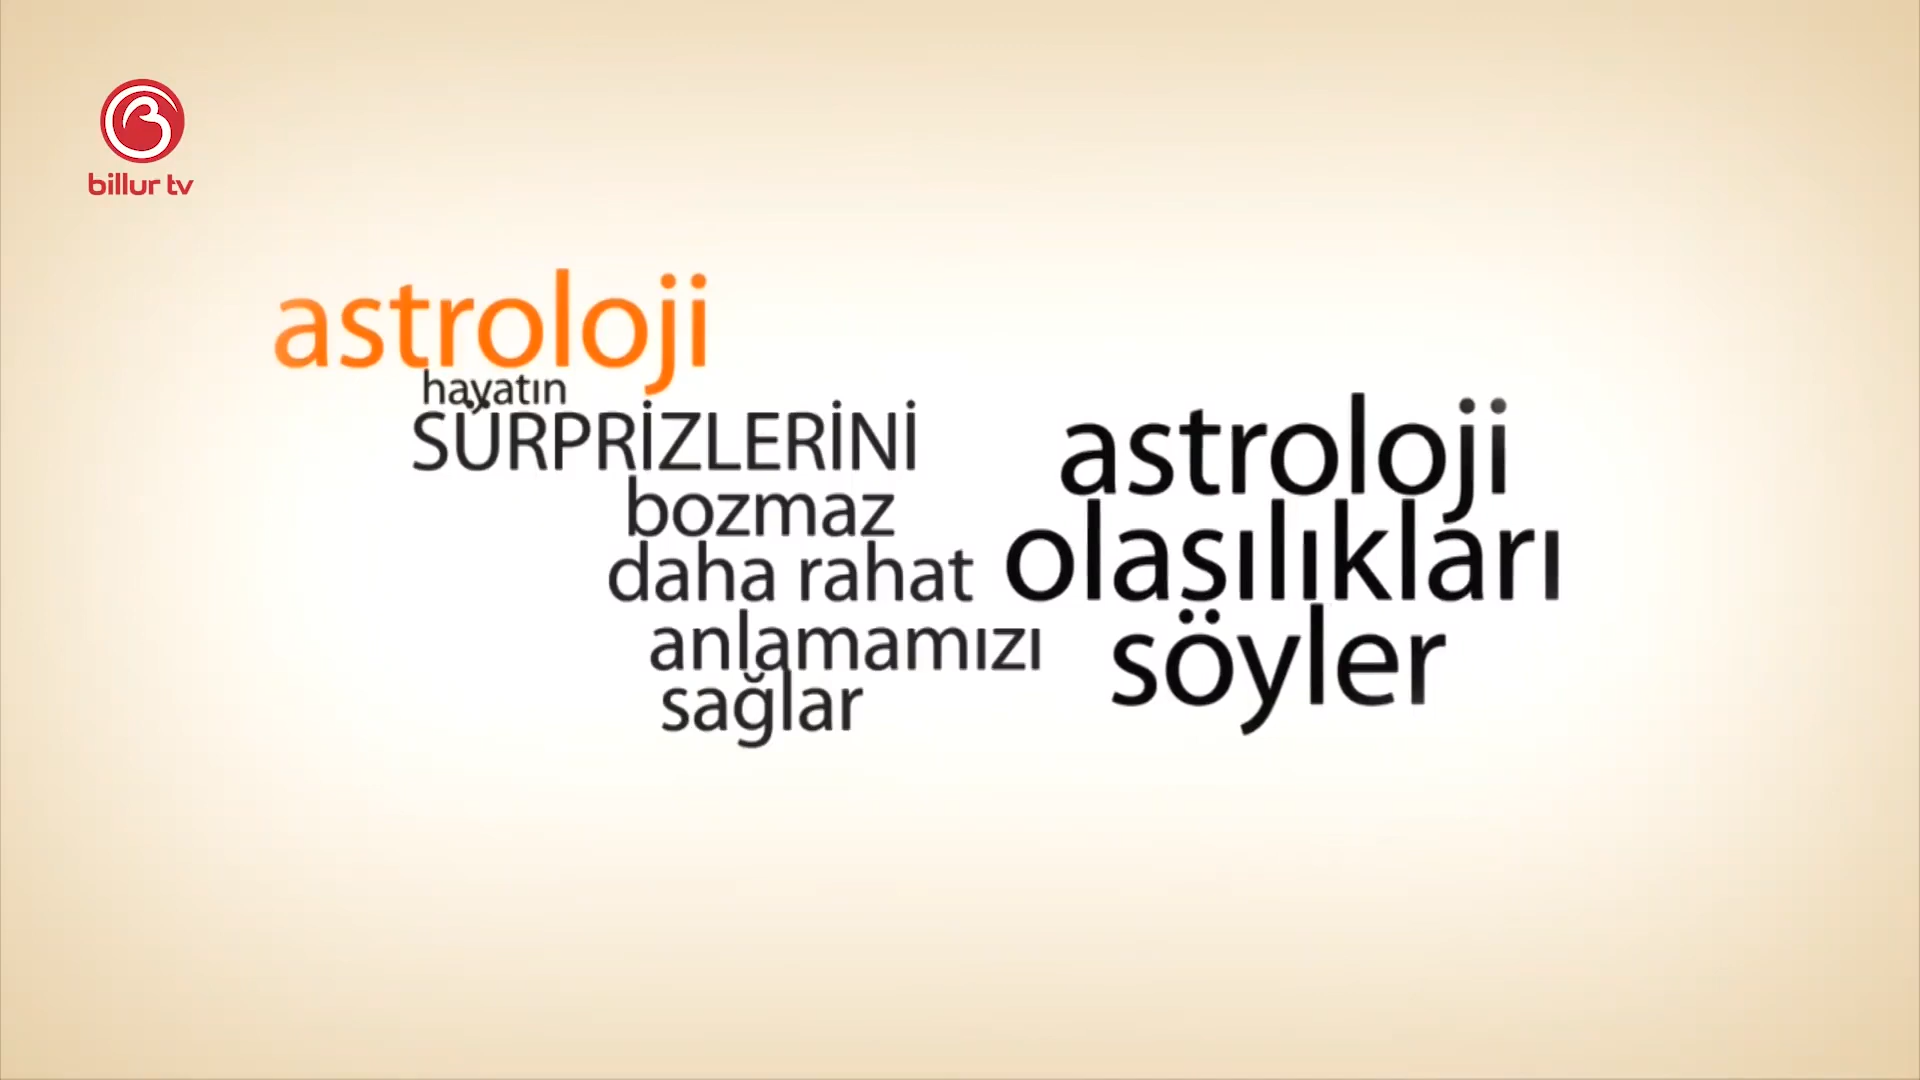 billur tv
astroloji
hayatın
SÜRPRİZLERİNİ
bozmaz
daha rahat
anlamamızı
sağlar
astroloji
olasılıkları
söyler